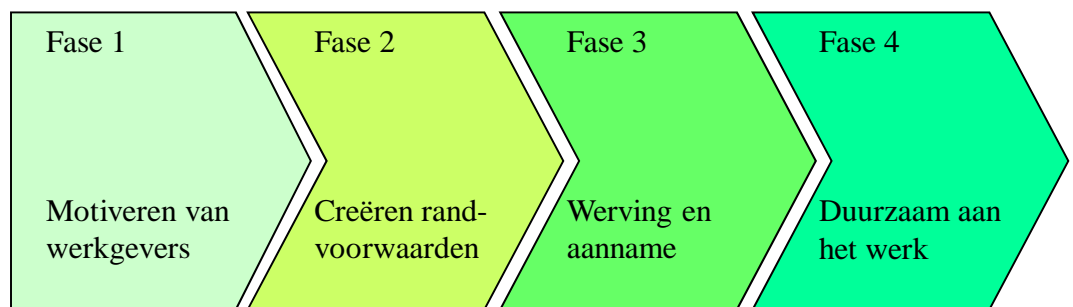 Fase 1
Motiveren van
werkgevers
Fase 2
Creëren rand-
voorwaarden
Fase 3
Werving en
aanname
Fase 4
Duurzaam aan
het werk